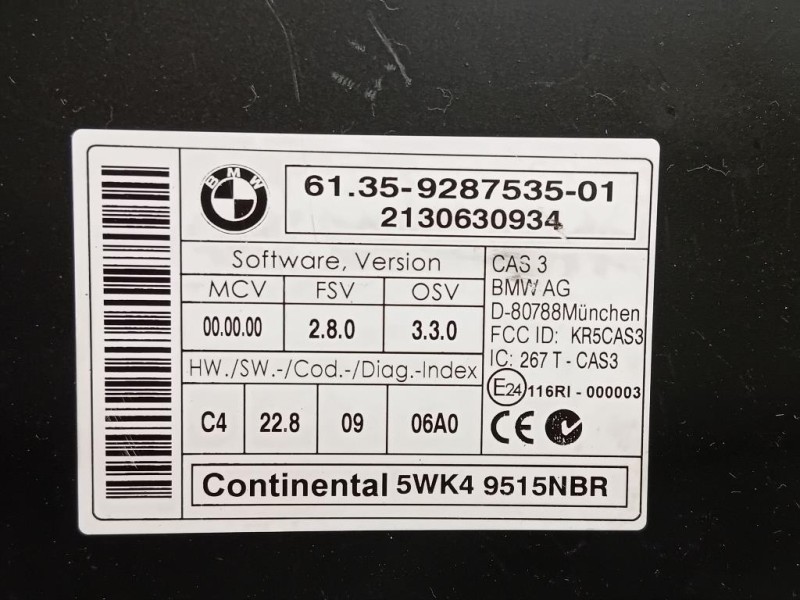 BMW
61.35-9287535-01
2130630934
Software, Version
MCV FSV OSV
00.00.00 2.8.0 3.3.0
HW./SW.-/Cod.-/Diag.-Index
C4 22.8 09 06A0
CAS 3
BMW AG
D-80788München
FCC ID: KR5CAS3
IC: 267 T - CAS3
E24 116RI - 000003
CE
Continental 5WK4 9515NBR